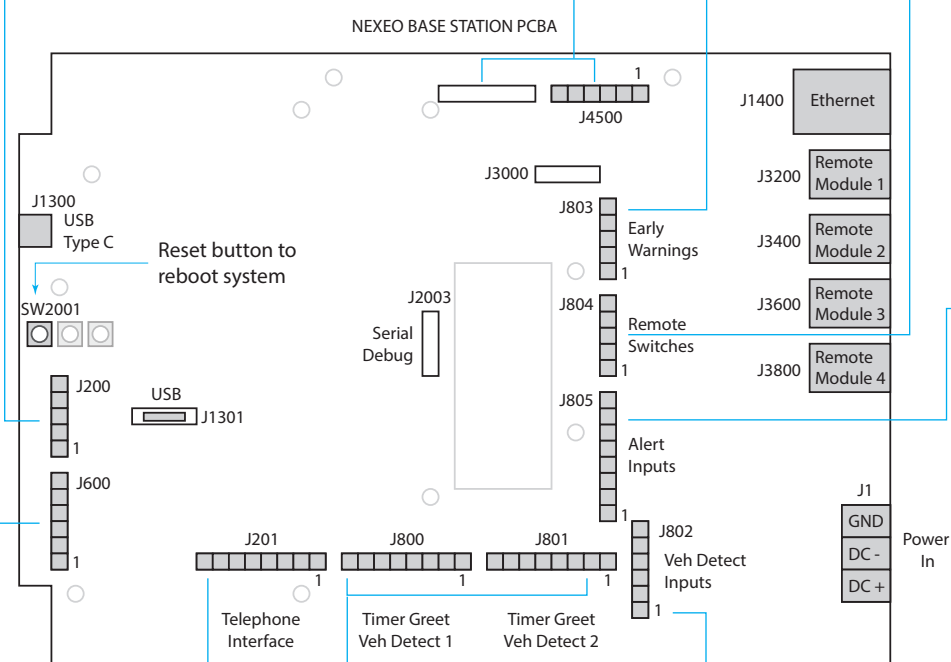 NEXEO BASE STATION PCBA
1
J4500
J1400
Ethernet
J3000
J3200
Remote
Module 1
J1300
USB
Type C
J803
Early
Warnings
1
J3400
Remote
Module 2
Reset button to
reboot system
SW2001
J2003
Serial
Debug
J804
Remote
Switches
1
J3600
Remote
Module 3
J3800
Remote
Module 4
J200
1
USB
J1301
J805
Alert
Inputs
1
J600
1
J1
GND
DC -
DC +
Power
In
J201
1
J800
1
J801
1
J802
Veh Detect
Inputs
1
Telephone
Interface
Timer Greet
Veh Detect 1
Timer Greet
Veh Detect 2